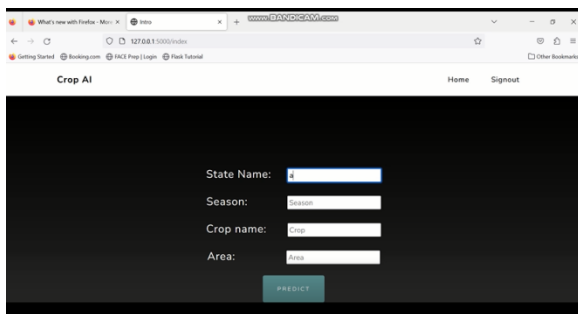 What's new with Firefox - More
Intro
www.BANDICAM.com
127.0.0.1:5000/index
Getting Started
Booking.com
FACE Prep | Login
Flask Tutorial
Other Bookmarks
Crop AI
Home
Signout
State Name:
a
Season:
Season
Crop name:
Crop
Area:
Area
PREDICT